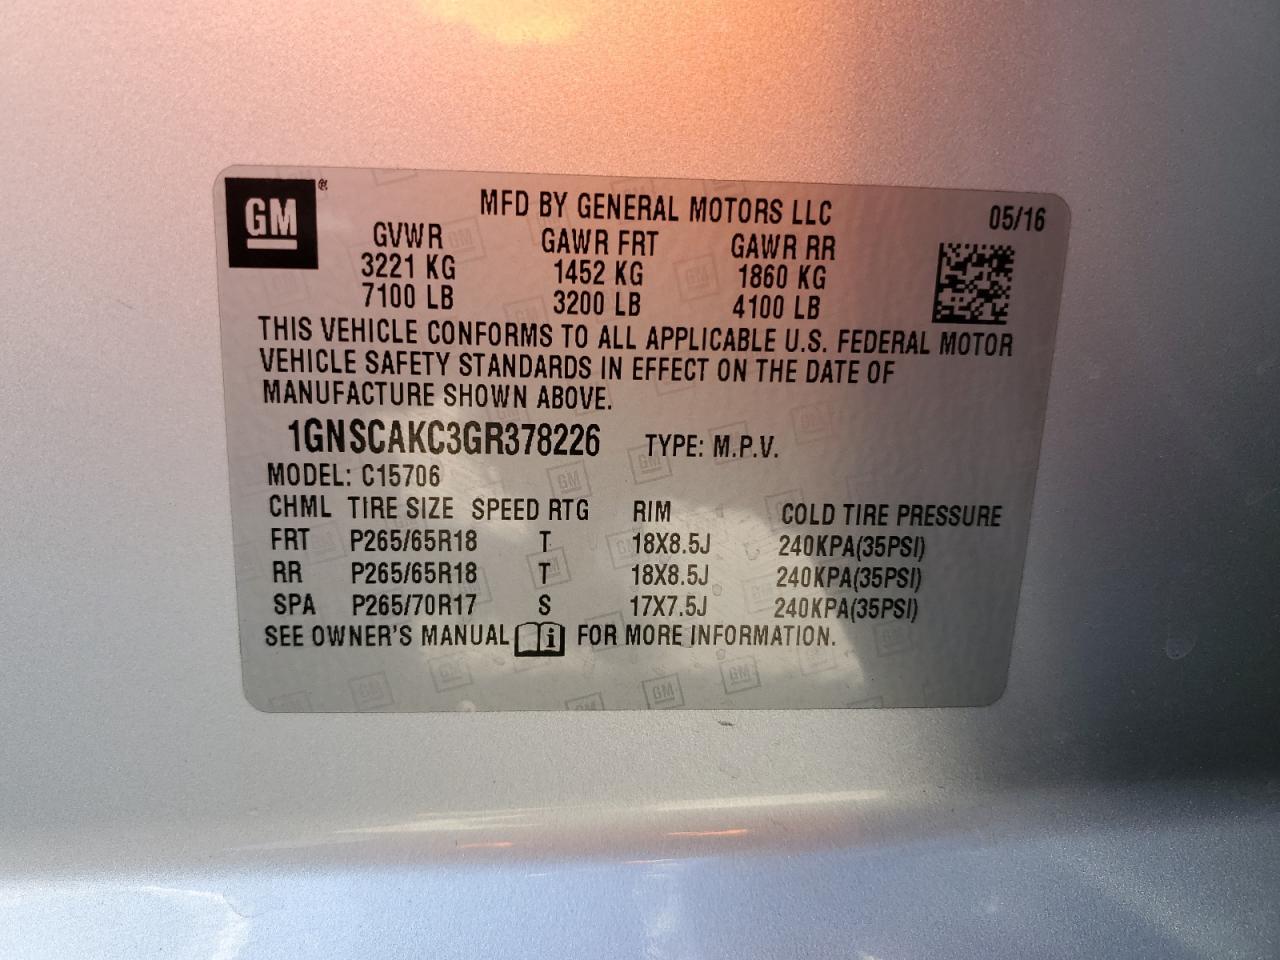 GM®
MFD BY GENERAL MOTORS LLC 05/16
GVWR GAWR FRT GAWR RR
3221 KG 1452 KG 1860 KG
7100 LB 3200 LB 4100 LB
THIS VEHICLE CONFORMS TO ALL APPLICABLE U.S. FEDERAL MOTOR
VEHICLE SAFETY STANDARDS IN EFFECT ON THE DATE OF
MANUFACTURE SHOWN ABOVE.
1GNSCAKC3GR378226 TYPE: M.P.V.
MODEL: C15706
CHML TIRE SIZE SPEED RTG RIM COLD TIRE PRESSURE
FRT P265/65R18 T 18X8.5J 240KPA(35PSI)
RR P265/65R18 T 18X8.5J 240KPA(35PSI)
SPA P265/70R17 S 17X7.5J 240KPA(35PSI)
SEE OWNER'S MANUAL i FOR MORE INFORMATION.